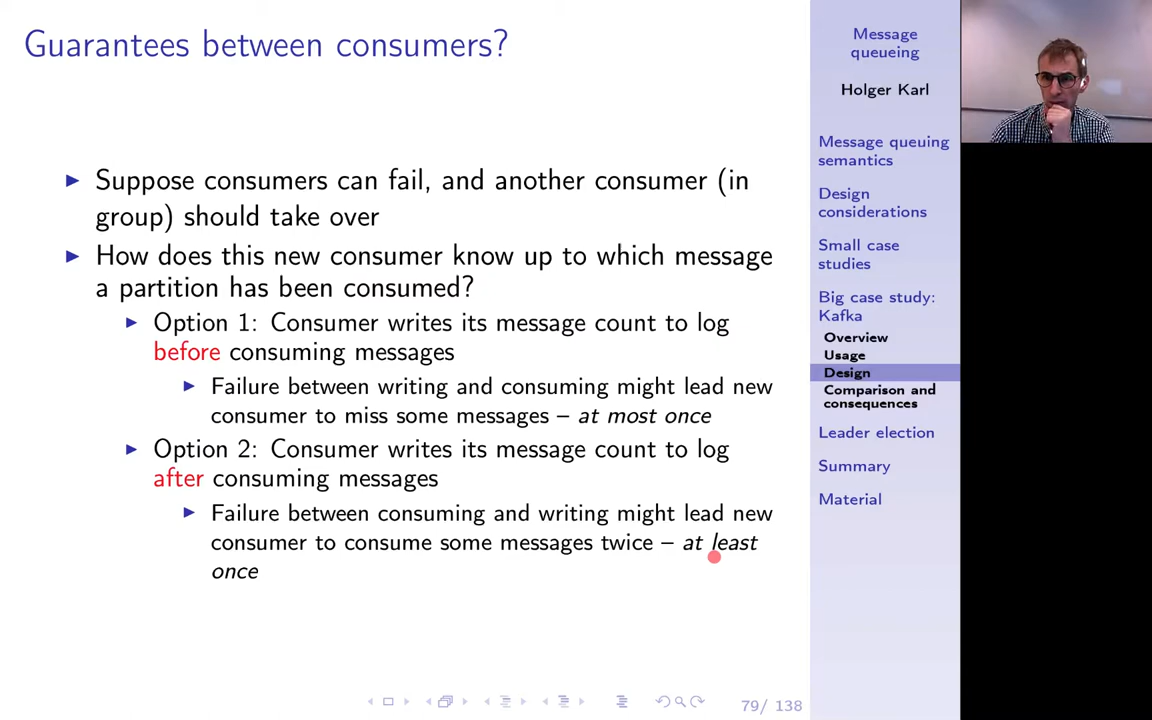 Guarantees between consumers?
Suppose consumers can fail, and another consumer (in
group) should take over
How does this new consumer know up to which message
a partition has been consumed?
Option 1: Consumer writes its message count to log
before consuming messages
Failure between writing and consuming might lead new
consumer to miss some messages – at most once
Option 2: Consumer writes its message count to log
after consuming messages
Failure between consuming and writing might lead new
consumer to consume some messages twice – at least
once
79/ 138
Message
queueing
Holger Karl
Message queuing
semantics
Design
considerations
Small case
studies
Big case study:
Kafka
Overview
Usage
Design
Comparison and
consequences
Leader election
Summary
Material